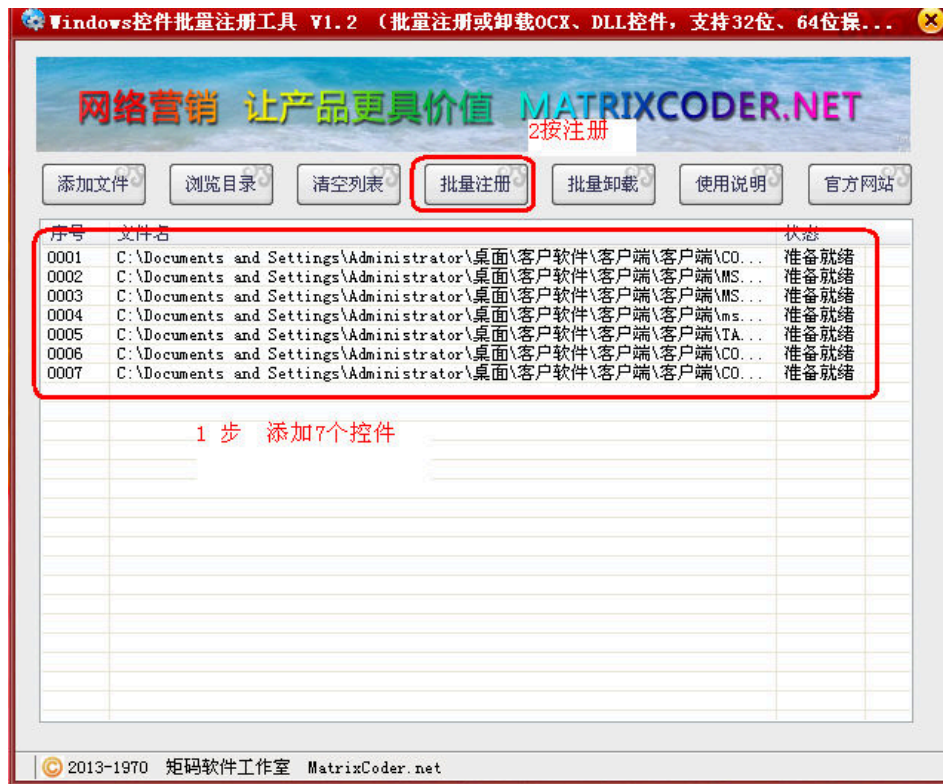 Windows控件批量注册工具 V1.2 （批量注册或卸载OCX、DLL控件，支持32位、64位操...
网络营销 让产品更具价值 MATRIXCODER.NET
2按注册
添加文件 浏览目录 清空列表 批量注册 批量卸载 使用说明 官方网站
序号 文件名 状态
0001 C:\Documents and Settings\Administrator\桌面\客户软件\客户端\客户端\CO... 准备就绪
0002 C:\Documents and Settings\Administrator\桌面\客户软件\客户端\客户端\MS... 准备就绪
0003 C:\Documents and Settings\Administrator\桌面\客户软件\客户端\客户端\MS... 准备就绪
0004 C:\Documents and Settings\Administrator\桌面\客户软件\客户端\客户端\ms... 准备就绪
0005 C:\Documents and Settings\Administrator\桌面\客户软件\客户端\客户端\TA... 准备就绪
0006 C:\Documents and Settings\Administrator\桌面\客户软件\客户端\客户端\CO... 准备就绪
0007 C:\Documents and Settings\Administrator\桌面\客户软件\客户端\客户端\CO... 准备就绪
1 步 添加7个控件
© 2013-1970 矩码软件工作室 MatrixCoder.net